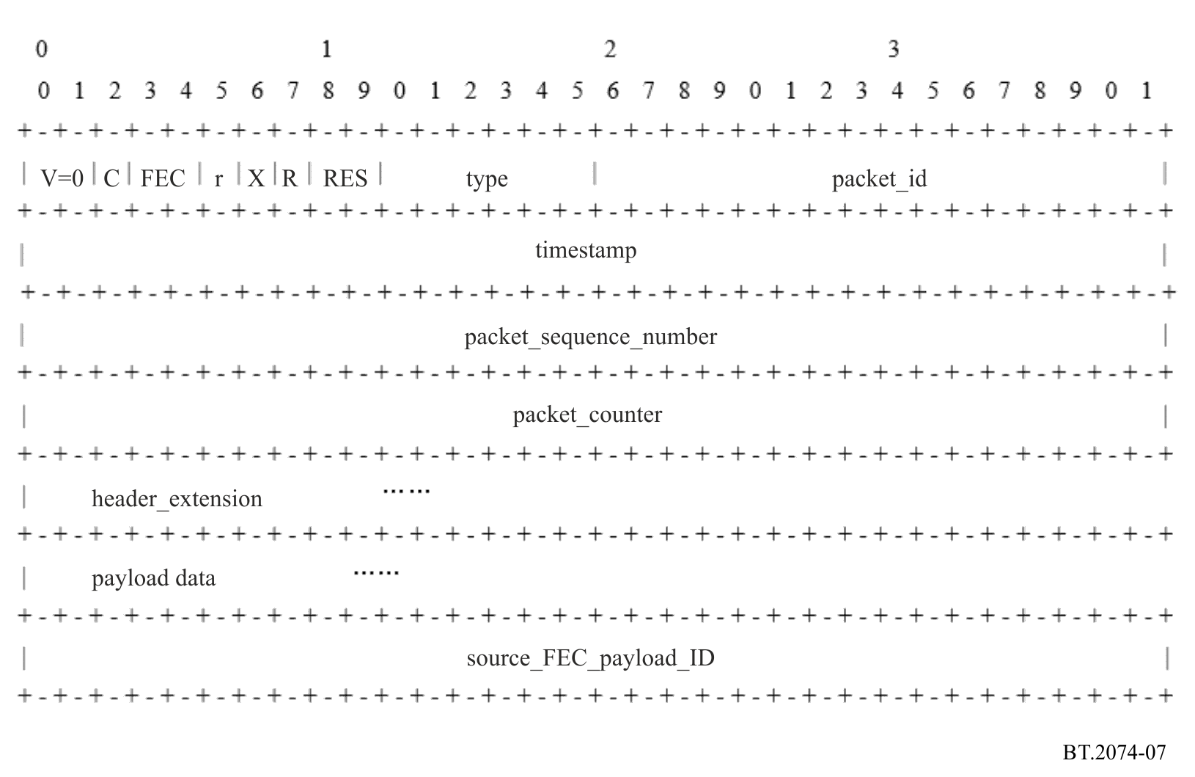 0 1 2 3
0 1 2 3 4 5 6 7 8 9 0 1 2 3 4 5 6 7 8 9 0 1 2 3 4 5 6 7 8 9 0 1
+-+-+-+-+-+-+-+-+-+-+-+-+-+-+-+-+-+-+-+-+-+-+-+-+-+-+-+-+-+-+-+-+
| V=0 | C | FEC | r | X | R | RES | type | packet_id |
+-+-+-+-+-+-+-+-+-+-+-+-+-+-+-+-+-+-+-+-+-+-+-+-+-+-+-+-+-+-+-+-+
| timestamp |
+-+-+-+-+-+-+-+-+-+-+-+-+-+-+-+-+-+-+-+-+-+-+-+-+-+-+-+-+-+-+-+-+
| packet_sequence_number |
+-+-+-+-+-+-+-+-+-+-+-+-+-+-+-+-+-+-+-+-+-+-+-+-+-+-+-+-+-+-+-+-+
| packet_counter |
+-+-+-+-+-+-+-+-+-+-+-+-+-+-+-+-+-+-+-+-+-+-+-+-+-+-+-+-+-+-+-+-+
| header_extension ……
+-+-+-+-+-+-+-+-+-+-+-+-+-+-+-+-+-+-+-+-+-+-+-+-+-+-+-+-+-+-+-+-+
| payload data ……
+-+-+-+-+-+-+-+-+-+-+-+-+-+-+-+-+-+-+-+-+-+-+-+-+-+-+-+-+-+-+-+-+
| source_FEC_payload_ID |
+-+-+-+-+-+-+-+-+-+-+-+-+-+-+-+-+-+-+-+-+-+-+-+-+-+-+-+-+-+-+-+-+
BT.2074-07